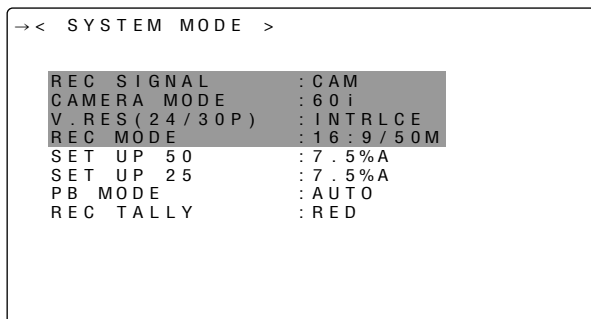 →< SYSTEM MODE >
REC SIGNAL :CAM
CAMERA MODE :60i
V.RES(24/30P) :INTRLCE
REC MODE :16:9/50M
SET UP 50 :7.5%A
SET UP 25 :7.5%A
PB MODE :AUTO
REC TALLY :RED